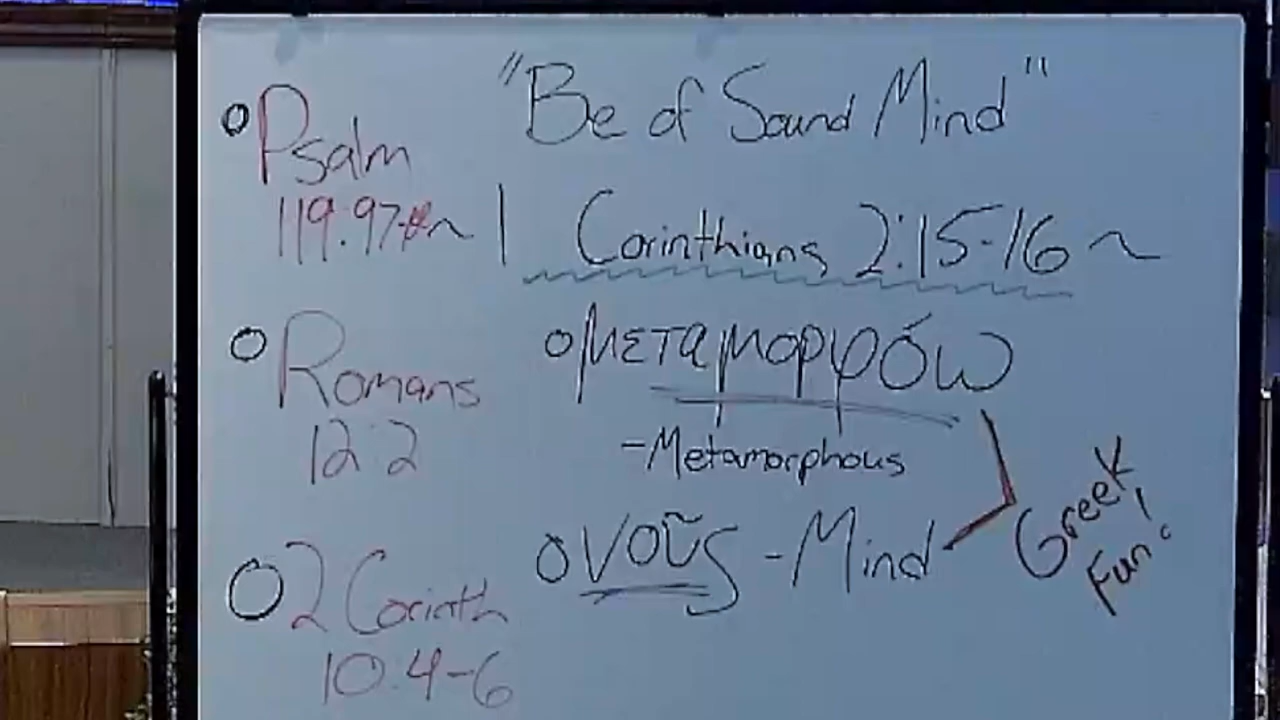 "Be of Sound Mind"
Psalm
119:97~
1 Corinthians 2:15-16 ~
Romans
12:2
μεταμορφόω
-Metamorphous
νοῦς - Mind
Greek
Fun!
2 Corinth
10:4-6